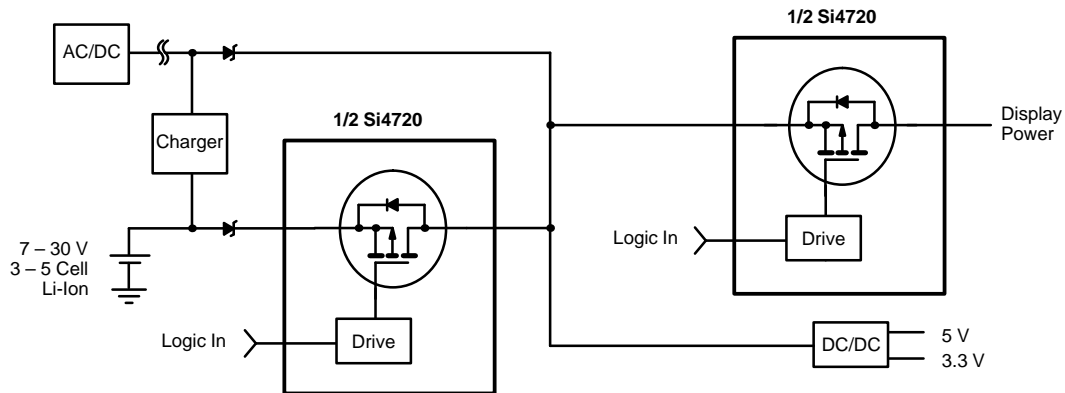 1/2 Si4720
AC/DC
Display
Power
1/2 Si4720
Charger
Logic In
Drive
7 – 30 V
3 – 5 Cell
Li-Ion
Logic In
Drive
DC/DC
5 V
3.3 V